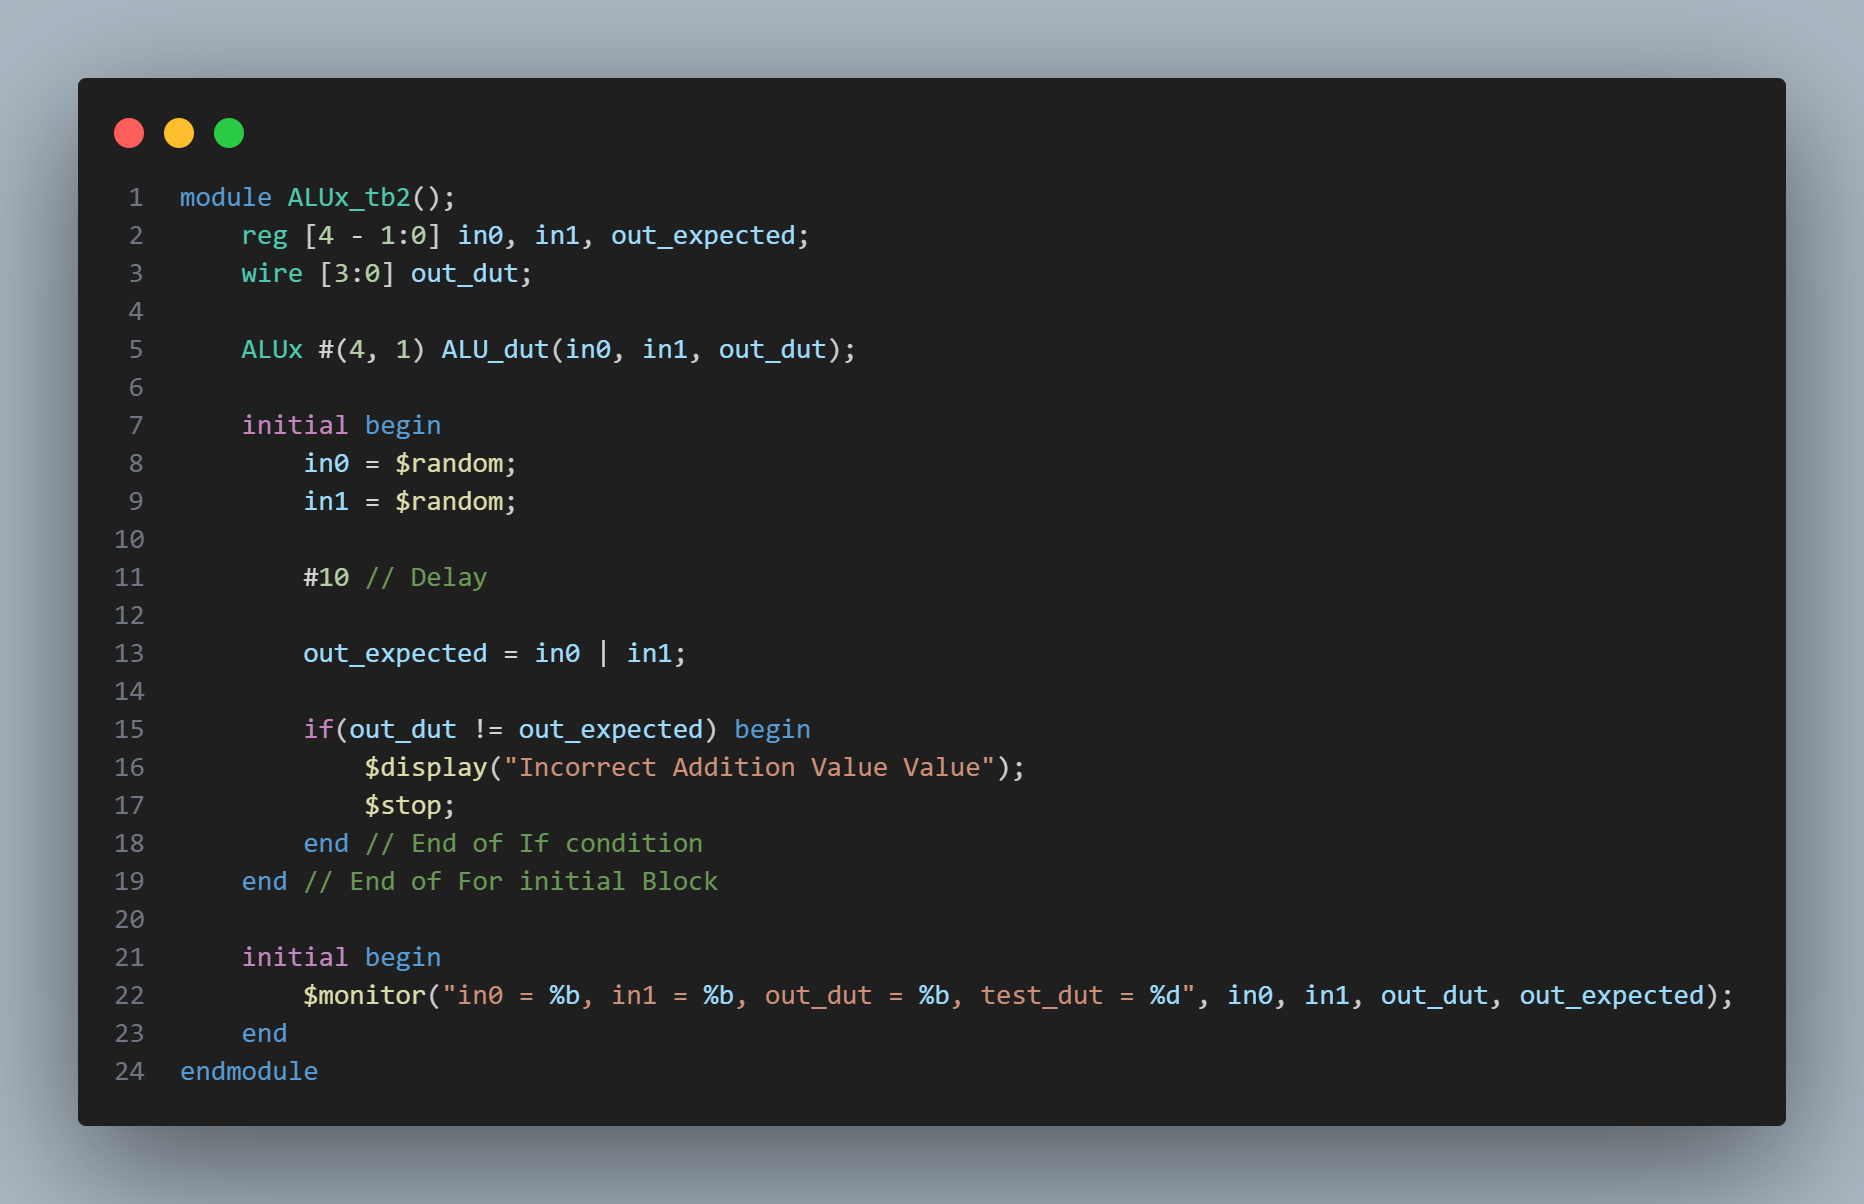 1 module ALUx_tb2();
2     reg [4 - 1:0] in0, in1, out_expected;
3     wire [3:0] out_dut;
4
5     ALUx #(4, 1) ALU_dut(in0, in1, out_dut);
6
7     initial begin
8         in0 = $random;
9         in1 = $random;
10
11         #10 // Delay
12
13         out_expected = in0 | in1;
14
15         if(out_dut != out_expected) begin
16             $display("Incorrect Addition Value Value");
17             $stop;
18         end // End of If condition
19     end // End of For initial Block
20
21     initial begin
22         $monitor("in0 = %b, in1 = %b, out_dut = %b, test_dut = %d", in0, in1, out_dut, out_expected);
23     end
24 endmodule